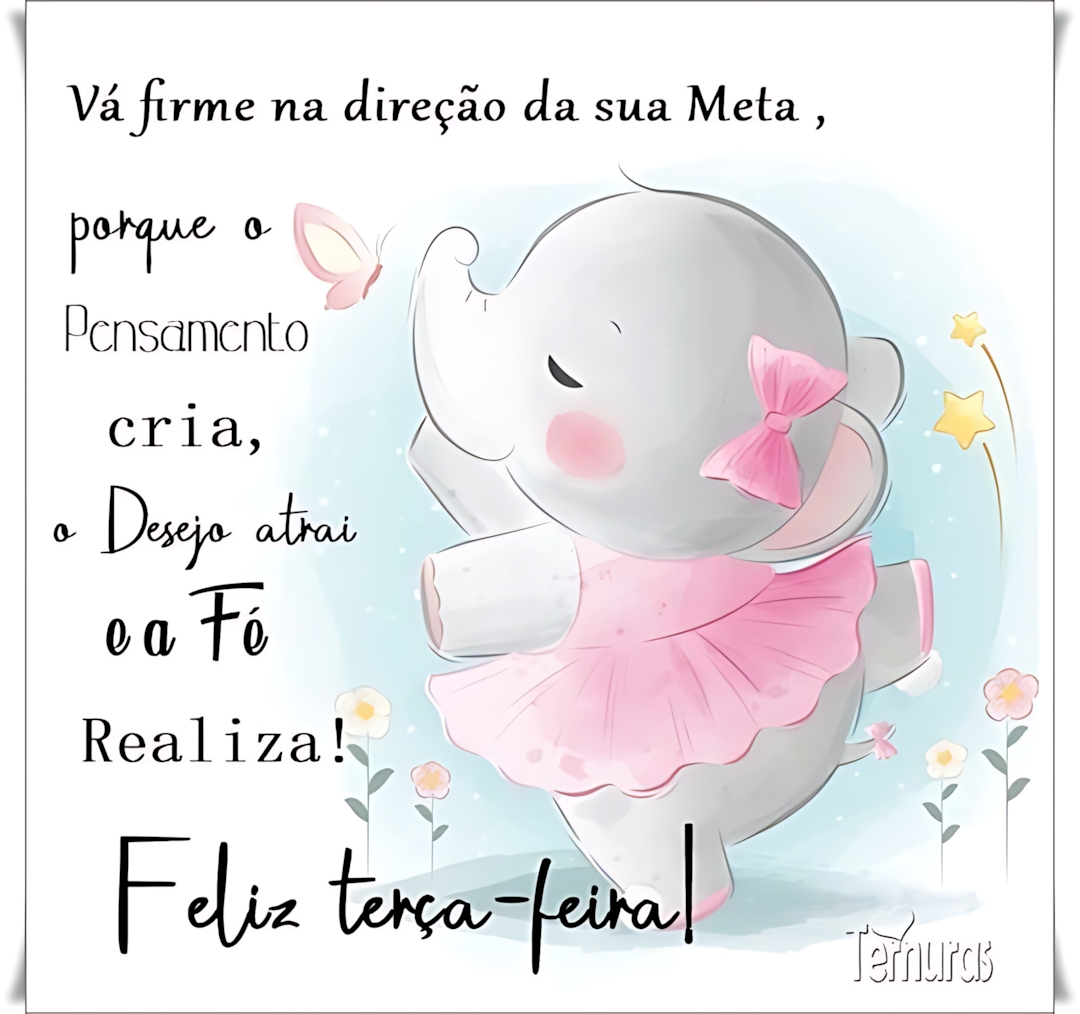 Vá firme na direção da sua Meta ,
porque o
Pensamento
cria,
o Desejo atrai
e a Fé
Realiza!
Feliz terça-feira!
Ternuras